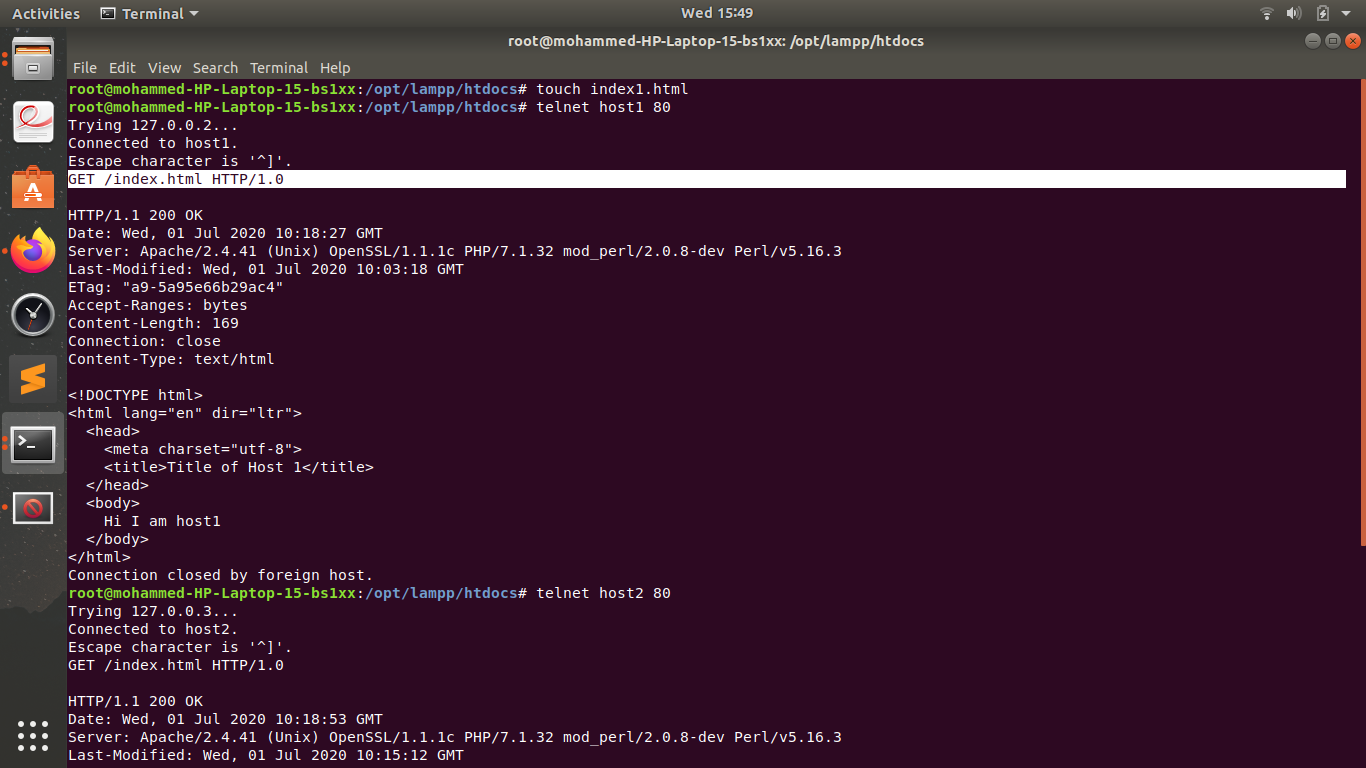 Activities Terminal Wed 15:49
root@mohammed-HP-Laptop-15-bs1xx: /opt/lampp/htdocs
File Edit View Search Terminal Help
root@mohammed-HP-Laptop-15-bs1xx:/opt/lampp/htdocs# touch index1.html
root@mohammed-HP-Laptop-15-bs1xx:/opt/lampp/htdocs# telnet host1 80
Trying 127.0.0.2...
Connected to host1.
Escape character is '^]'.
GET /index.html HTTP/1.0

HTTP/1.1 200 OK
Date: Wed, 01 Jul 2020 10:18:27 GMT
Server: Apache/2.4.41 (Unix) OpenSSL/1.1.1c PHP/7.1.32 mod_perl/2.0.8-dev Perl/v5.16.3
Last-Modified: Wed, 01 Jul 2020 10:03:18 GMT
ETag: "a9-5a95e66b29ac4"
Accept-Ranges: bytes
Content-Length: 169
Connection: close
Content-Type: text/html

<!DOCTYPE html>
<html lang="en" dir="ltr">
  <head>
    <meta charset="utf-8">
    <title>Title of Host 1</title>
  </head>
  <body>
    Hi I am host1
  </body>
</html>
Connection closed by foreign host.
root@mohammed-HP-Laptop-15-bs1xx:/opt/lampp/htdocs# telnet host2 80
Trying 127.0.0.3...
Connected to host2.
Escape character is '^]'.
GET /index.html HTTP/1.0

HTTP/1.1 200 OK
Date: Wed, 01 Jul 2020 10:18:53 GMT
Server: Apache/2.4.41 (Unix) OpenSSL/1.1.1c PHP/7.1.32 mod_perl/2.0.8-dev Perl/v5.16.3
Last-Modified: Wed, 01 Jul 2020 10:15:12 GMT